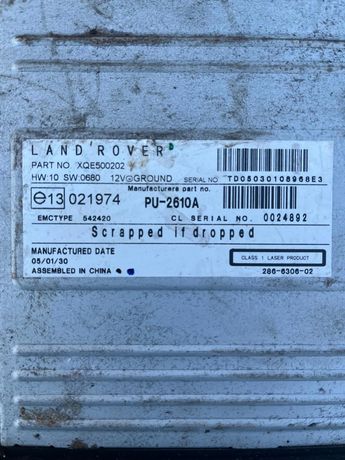 LAND ROVER
PART NO. XQE500202
HW:10 SW:0680 12V⊖GROUND SERIAL NO TD05030108968E3
Manufacturers part no.
e13 021974 PU-2610A
EMCTYPE 542420 CL SERIAL NO. 0024892
Scrapped if dropped
MANUFACTURED DATE
05/01/30
CLASS 1 LASER PRODUCT
ASSEMBLED IN CHINA
286-6306-02